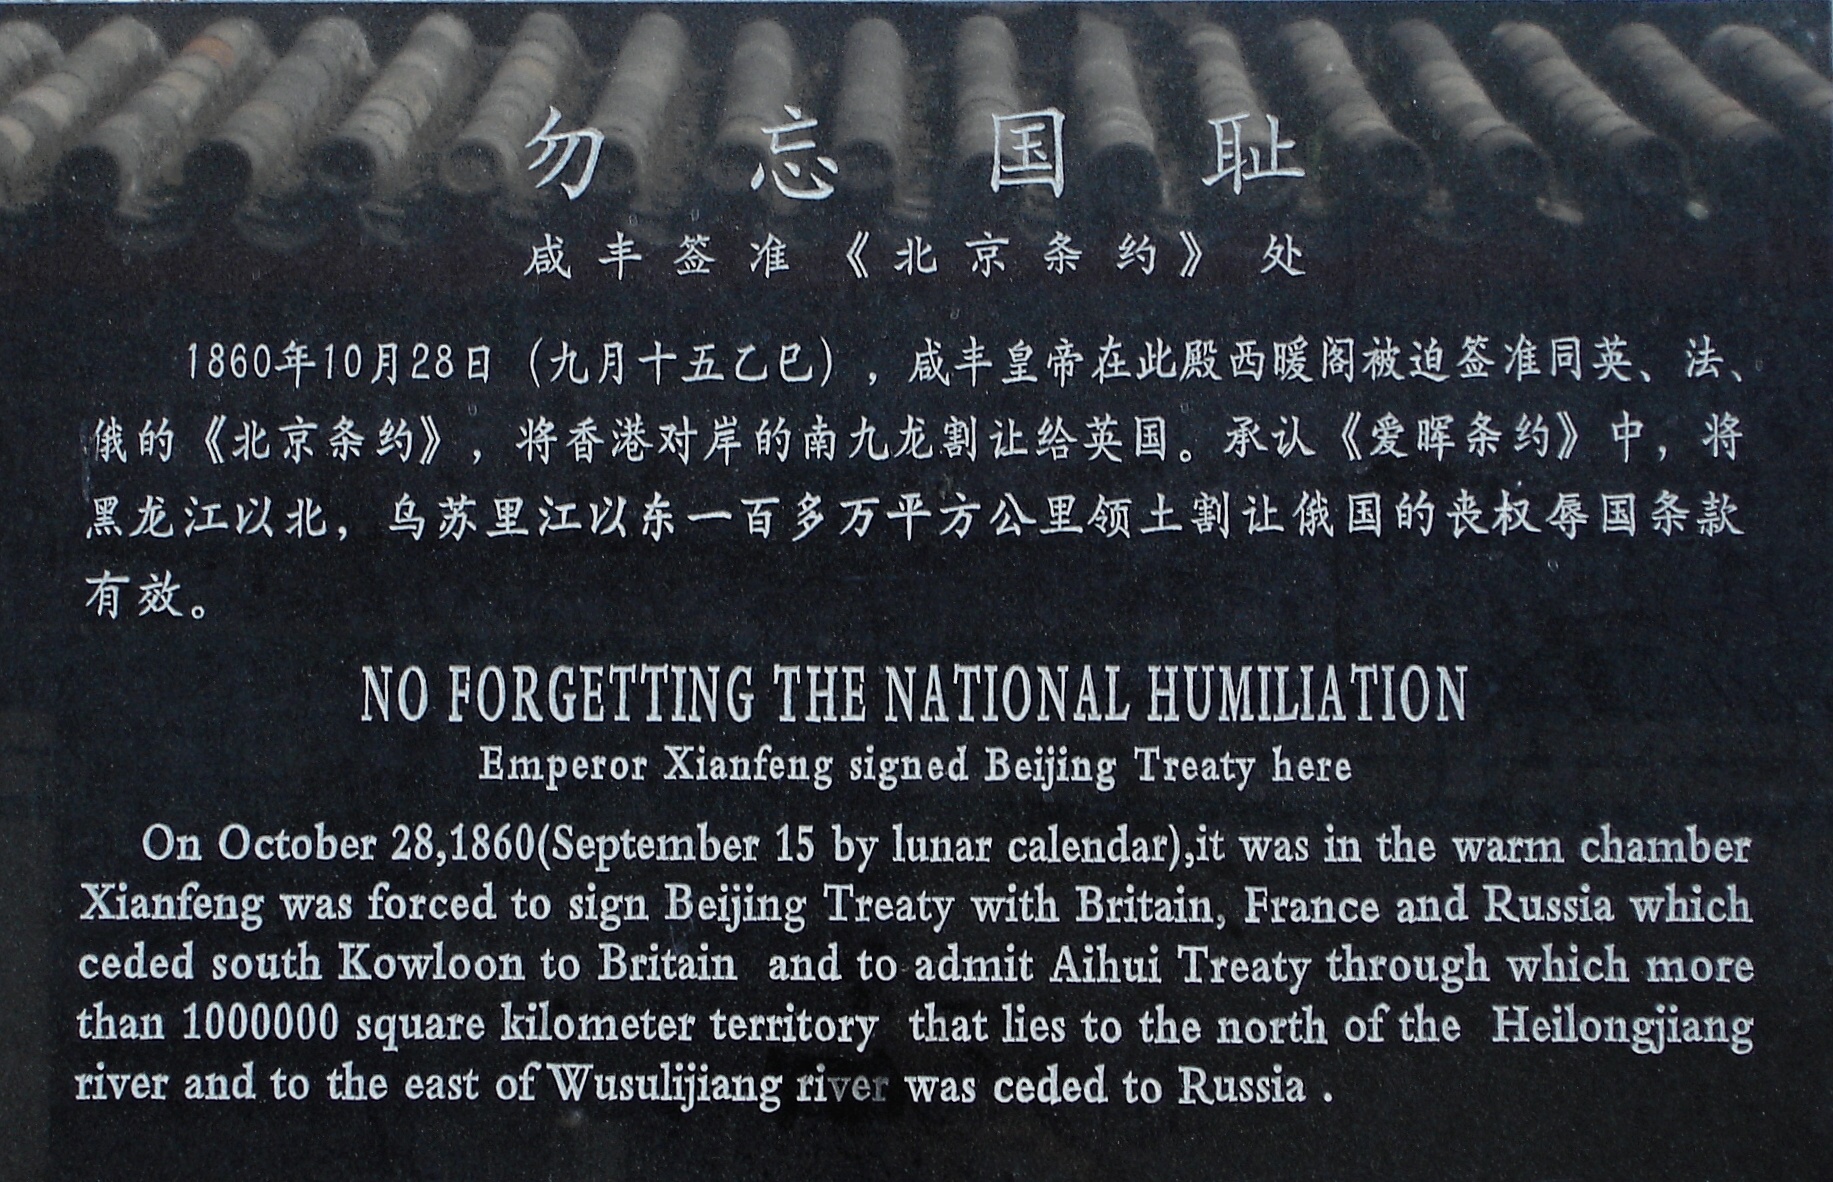 勿忘国耻
咸丰签准《北京条约》处
1860年10月28日（九月十五乙巳），咸丰皇帝在此殿西暖阁被迫签准同英、法、
俄的《北京条约》，将香港对岸的南九龙割让给英国。承认《爱晖条约》中，将
黑龙江以北，乌苏里江以东一百多万平方公里领土割让俄国的丧权辱国条款
有效。
NO FORGETTING THE NATIONAL HUMILIATION
Emperor Xianfeng signed Beijing Treaty here
On October 28,1860(September 15 by lunar calendar),it was in the warm chamber
Xianfeng was forced to sign Beijing Treaty with Britain, France and Russia which
ceded south Kowloon to Britain and to admit Aihui Treaty through which more
than 1000000 square kilometer territory that lies to the north of the Heilongjiang
river and to the east of Wusulijiang river was ceded to Russia .